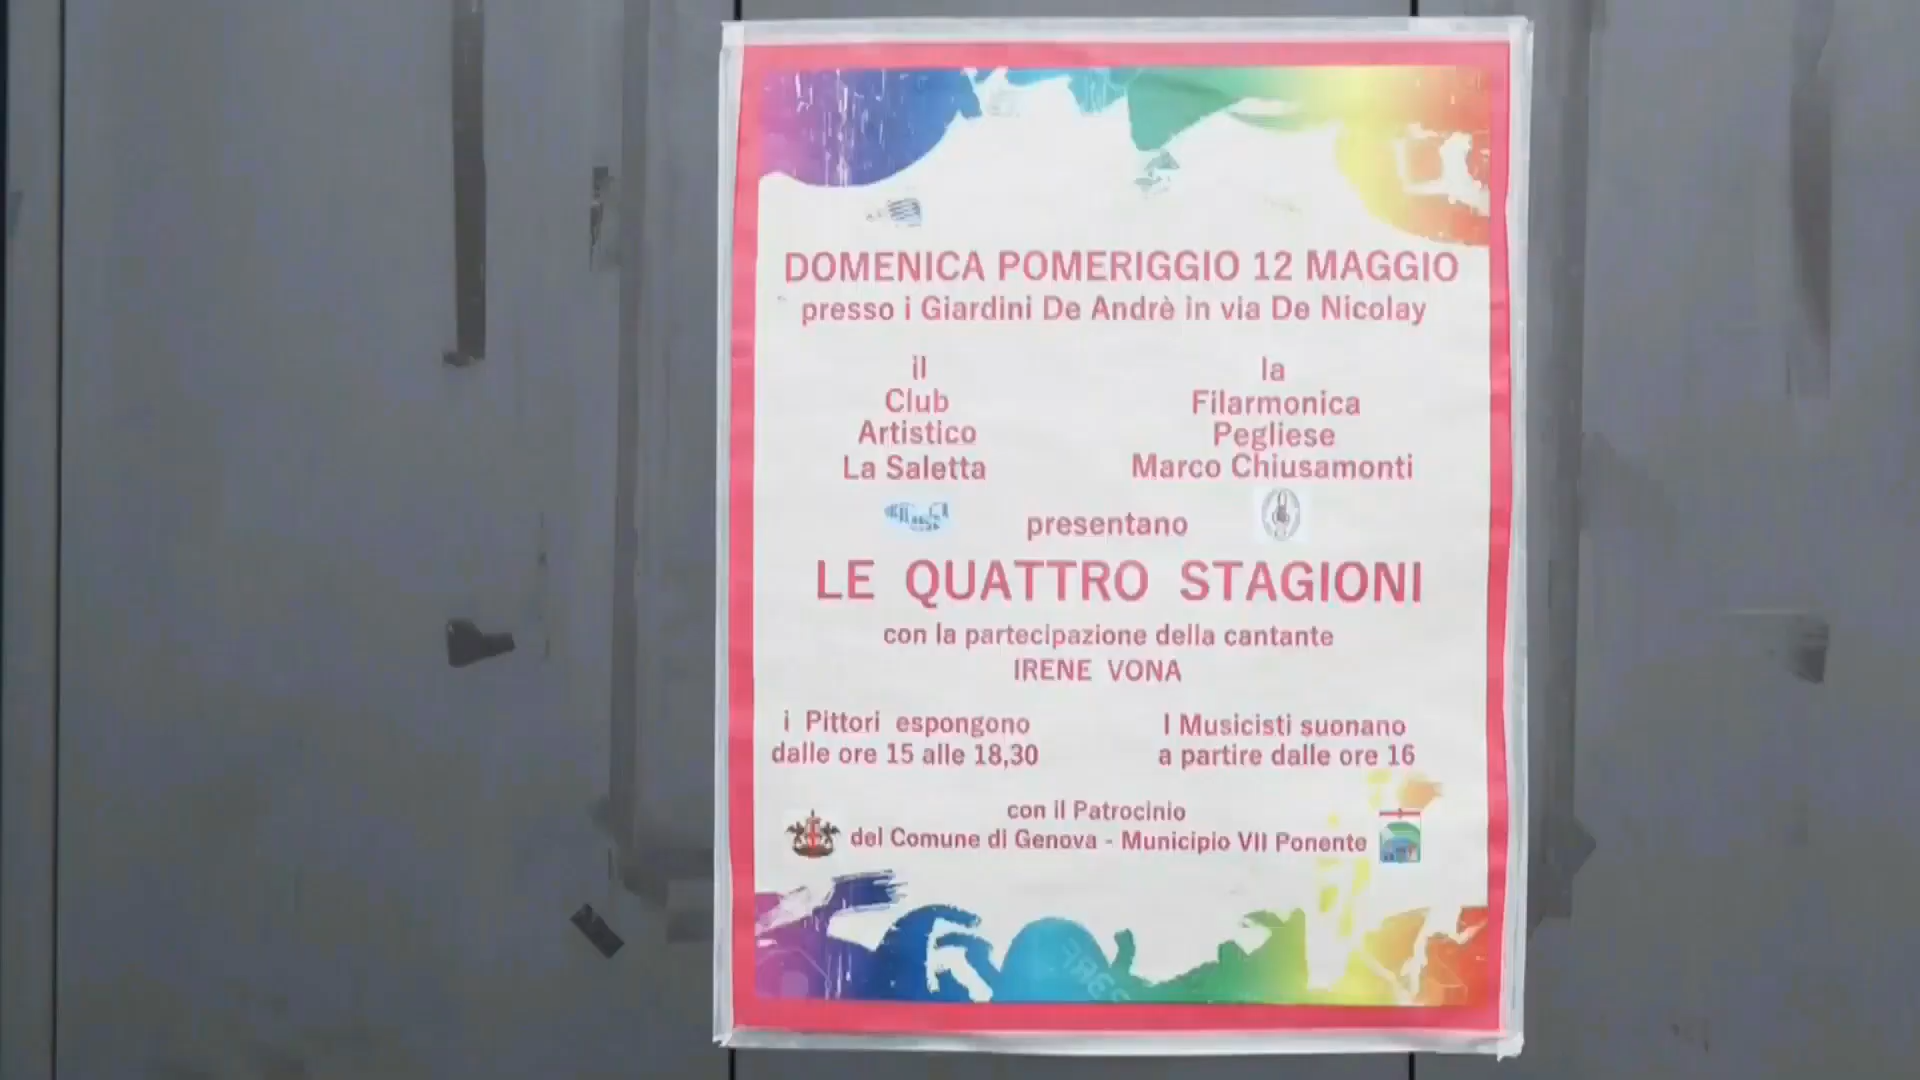 DOMENICA POMERIGGIO 12 MAGGIO
presso i Giardini De Andrè in via De Nicolay
il
Club
Artistico
La Saletta
la
Filarmonica
Pegliese
Marco Chiusamonti
presentano
LE QUATTRO STAGIONI
con la partecipazione della cantante
IRENE VONA
i Pittori espongono
dalle ore 15 alle 18,30
I Musicisti suonano
a partire dalle ore 16
con il Patrocinio
del Comune di Genova - Municipio VII Ponente